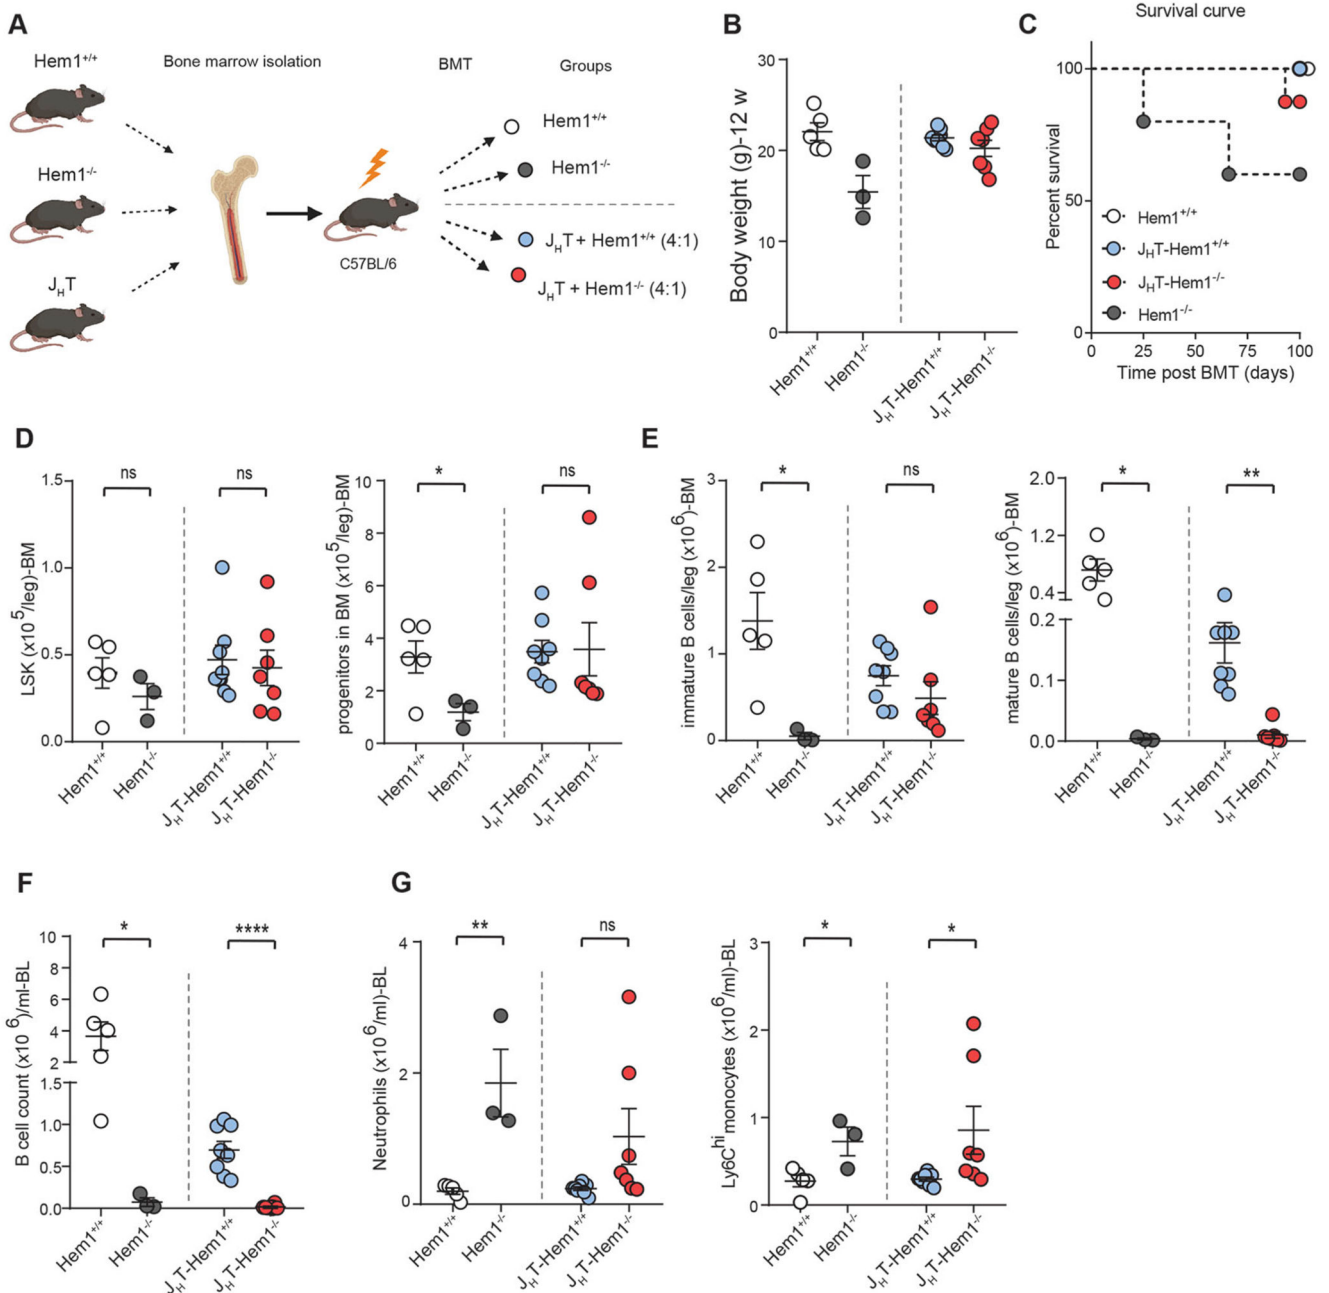 A
Hem1+/+
Bone marrow isolation
BMT
Groups
Hem1-/-
JHT
C57BL/6
Hem1+/+
Hem1-/-
JHT + Hem1+/+ (4:1)
JHT + Hem1-/- (4:1)
B
Body weight (g)-12 w
30
20
10
0
Hem1+/+
Hem1-/-
JHT-Hem1+/+
JHT-Hem1-/-
C
Survival curve
Percent survival
100
50
0
Hem1+/+
JHT-Hem1+/+
JHT-Hem1-/-
Hem1-/-
0 25 50 75 100
Time post BMT (days)
D
LSK (x10^5/leg)-BM
1.5
1.0
0.5
0.0
ns
ns
Hem1+/+
Hem1-/-
JHT-Hem1+/+
JHT-Hem1-/-
progenitors in BM (x10^5/leg)-BM
10
8
6
4
2
0
*
ns
Hem1+/+
Hem1-/-
JHT-Hem1+/+
JHT-Hem1-/-
E
immature B cells/leg (x10^6)-BM
3
2
1
0
*
ns
Hem1+/+
Hem1-/-
JHT-Hem1+/+
JHT-Hem1-/-
mature B cells/leg (x10^6)-BM
2.0
1.2
0.4
0.2
0.1
0.0
*
**
Hem1+/+
Hem1-/-
JHT-Hem1+/+
JHT-Hem1-/-
F
B cell count (x10^6)/ml-BL
10
8
6
4
2
1.5
1.0
0.5
0.0
*
****
Hem1+/+
Hem1-/-
JHT-Hem1+/+
JHT-Hem1-/-
G
Neutrophils (x10^6/ml)-BL
4
2
0
**
ns
Hem1+/+
Hem1-/-
JHT-Hem1+/+
JHT-Hem1-/-
Ly6Chi monocytes (x10^6/ml)-BL
3
2
1
0
*
*
Hem1+/+
Hem1-/-
JHT-Hem1+/+
JHT-Hem1-/-